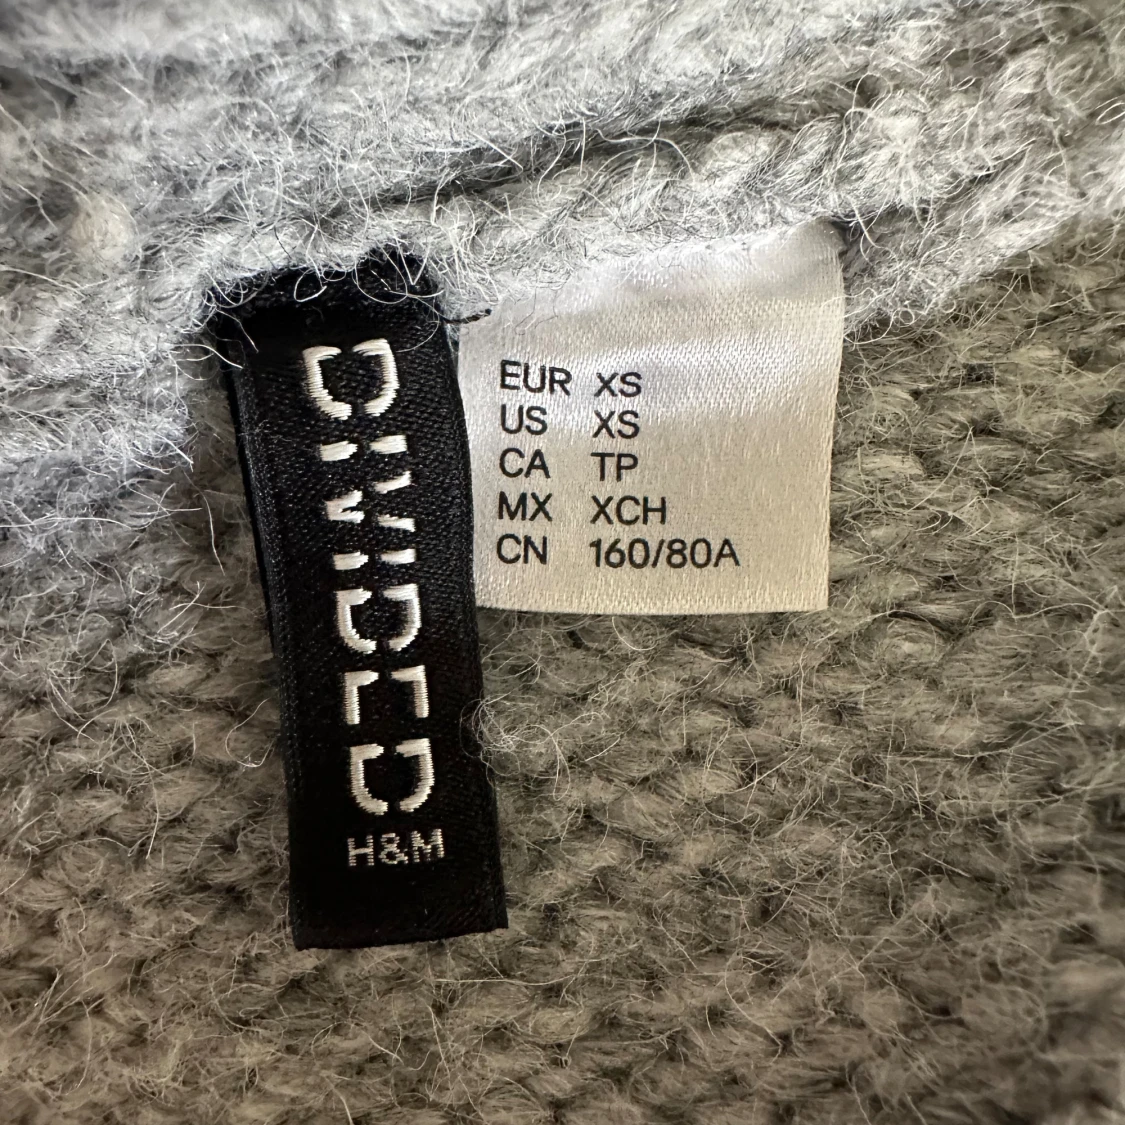 DIVIDED
H&M
EUR XS
US XS
CA TP
MX XCH
CN 160/80A